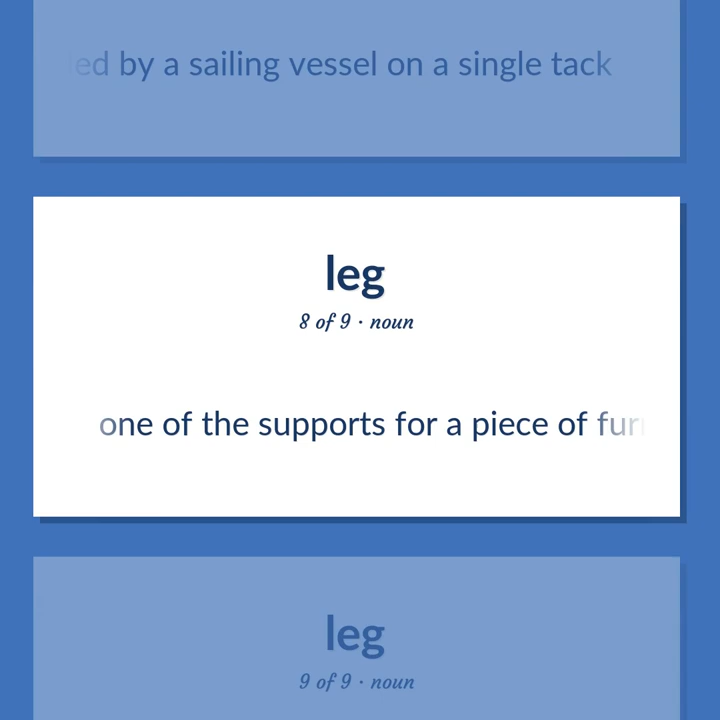 by a sailing vessel on a single tack
leg
8 of 9 · noun
one of the supports for a piece of
leg
9 of 9 · noun